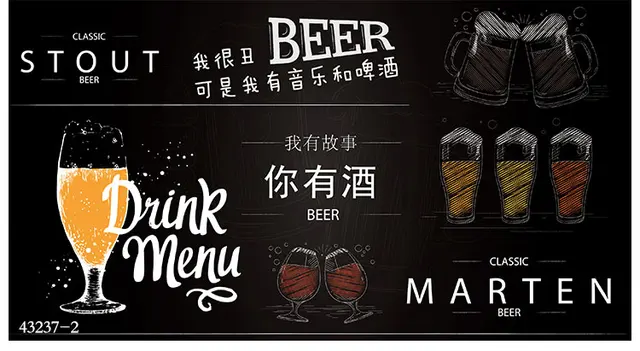 CLASSIC
STOUT
BEER
BEER
我很丑
可是我有音乐和啤酒
我有故事
你有酒
BEER
Drink
Menu
CLASSIC
MARTEN
BEER
43237-2